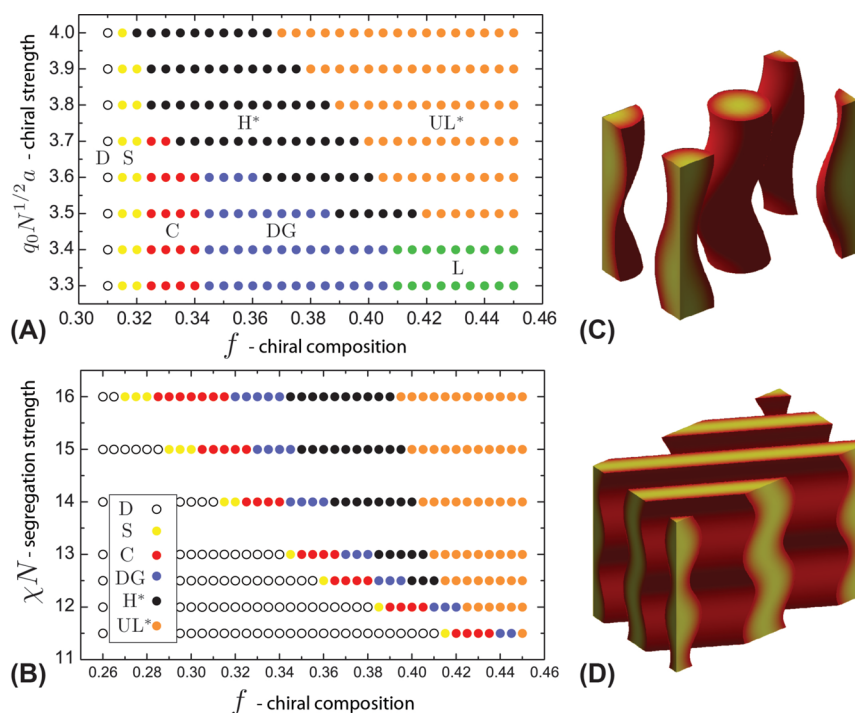 (A)
q₀N^{1/2}a - chiral strength
4.0
3.9
3.8
3.7
3.6
3.5
3.4
3.3
H*
UL*
D
S
C
DG
L
0.30 0.32 0.34 0.36 0.38 0.40 0.42 0.44 0.46
f - chiral composition
(B)
χN - segregation strength
16
15
14
13
12
11
D
S
C
DG
H*
UL*
0.26 0.28 0.30 0.32 0.34 0.36 0.38 0.40 0.42 0.44 0.46
f - chiral composition
(C)
(D)